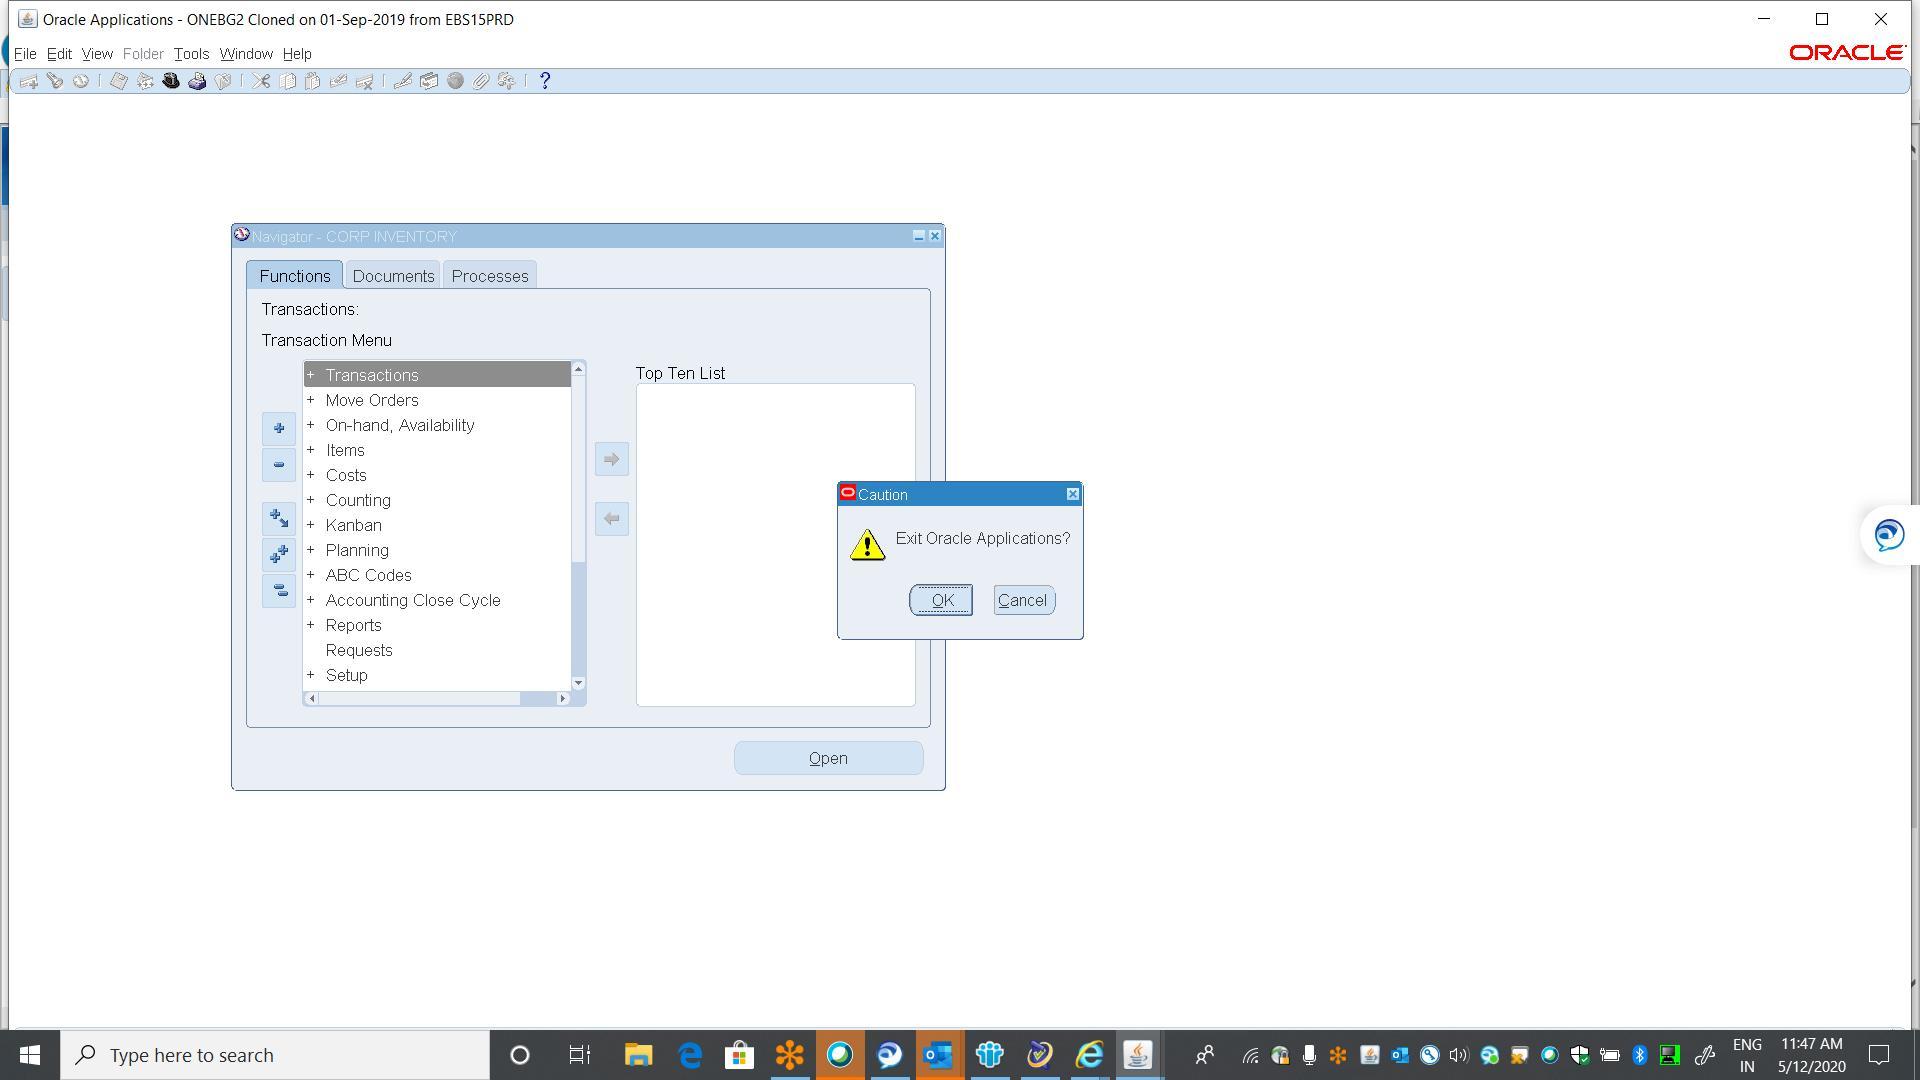 Oracle Applications - ONEBG2 Cloned on 01-Sep-2019 from EBS15PRD
File Edit View Folder Tools Window Help
ORACLE
?
Navigator - CORP INVENTORY
Functions Documents Processes
Transactions:
Transaction Menu
Top Ten List
+ Transactions
+ Move Orders
+ On-hand, Availability
+ Items
+ Costs
+ Counting
+ Kanban
+ Planning
+ ABC Codes
+ Accounting Close Cycle
+ Reports
Requests
+ Setup
Open
Caution
Exit Oracle Applications?
OK Cancel
Type here to search
ENG
IN
11:47 AM
5/12/2020